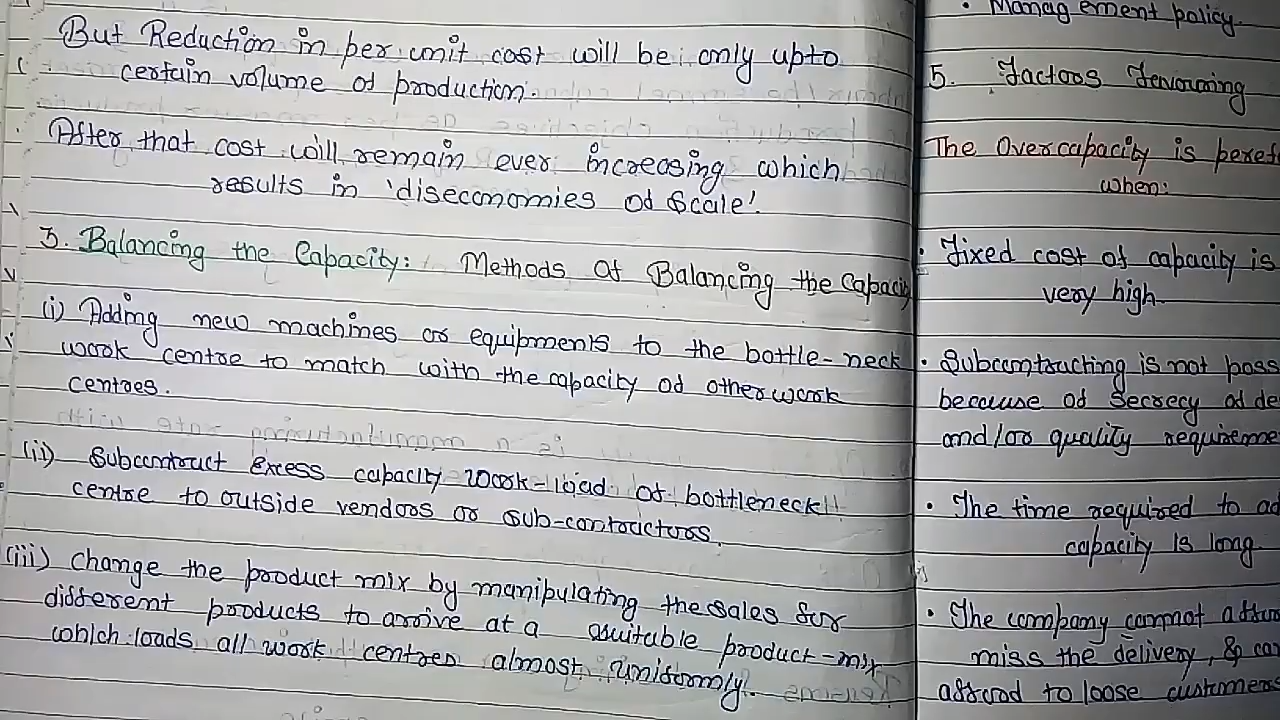 But Reduction in per unit cost will be only upto
certain volume of production.
After that cost will remain ever increasing which
results in 'diseconomies of Scale'.
3. Balancing the Capacity: Methods of Balancing the Capacity
(i) Adding new machines or equipments to the bottle-neck
work centre to match with the capacity of other work
centres.
(ii) Subcontract excess capacity work-load of bottleneck
centre to outside vendors or sub-contractors.
(iii) Change the product mix by manipulating the sales for
different products to arrive at a suitable product-mix
which loads all work centres almost uniformly.
• Management policy.
5. Factors Favouring
The Overcapacity is peref
when:
• Fixed cost of capacity is
very high
• Subcontracting is not poss
because of Secrecy of de
and/or quality requireme
• The time required to ad
capacity is long
• The company cannot affor
miss the delivery, & can
afford to loose customers